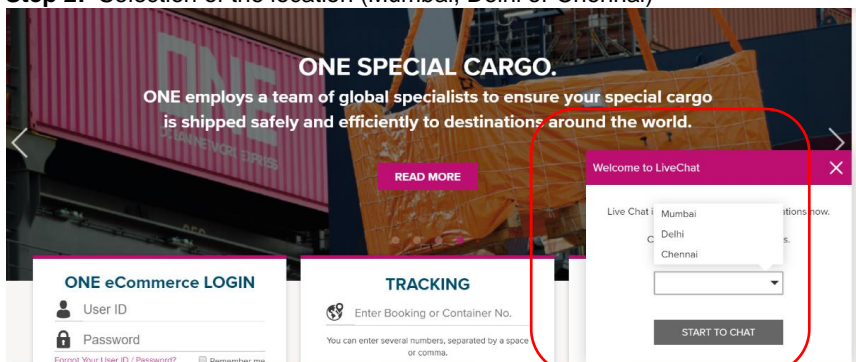 Step 2: Selection of the location (Mumbai, Delhi or Chennai)
ONE
ONE SPECIAL CARGO.
ONE employs a team of global specialists to ensure your special cargo
is shipped safely and efficiently to destinations around the world.
READ MORE
Welcome to LiveChat
Live Chat i
now.
Mumbai
Delhi
Chennai
START TO CHAT
ONE eCommerce LOGIN
User ID
Password
Forgot Your User ID / Password?
Remember me
TRACKING
Enter Booking or Container No.
You can enter several numbers, separated by a space
or comma.